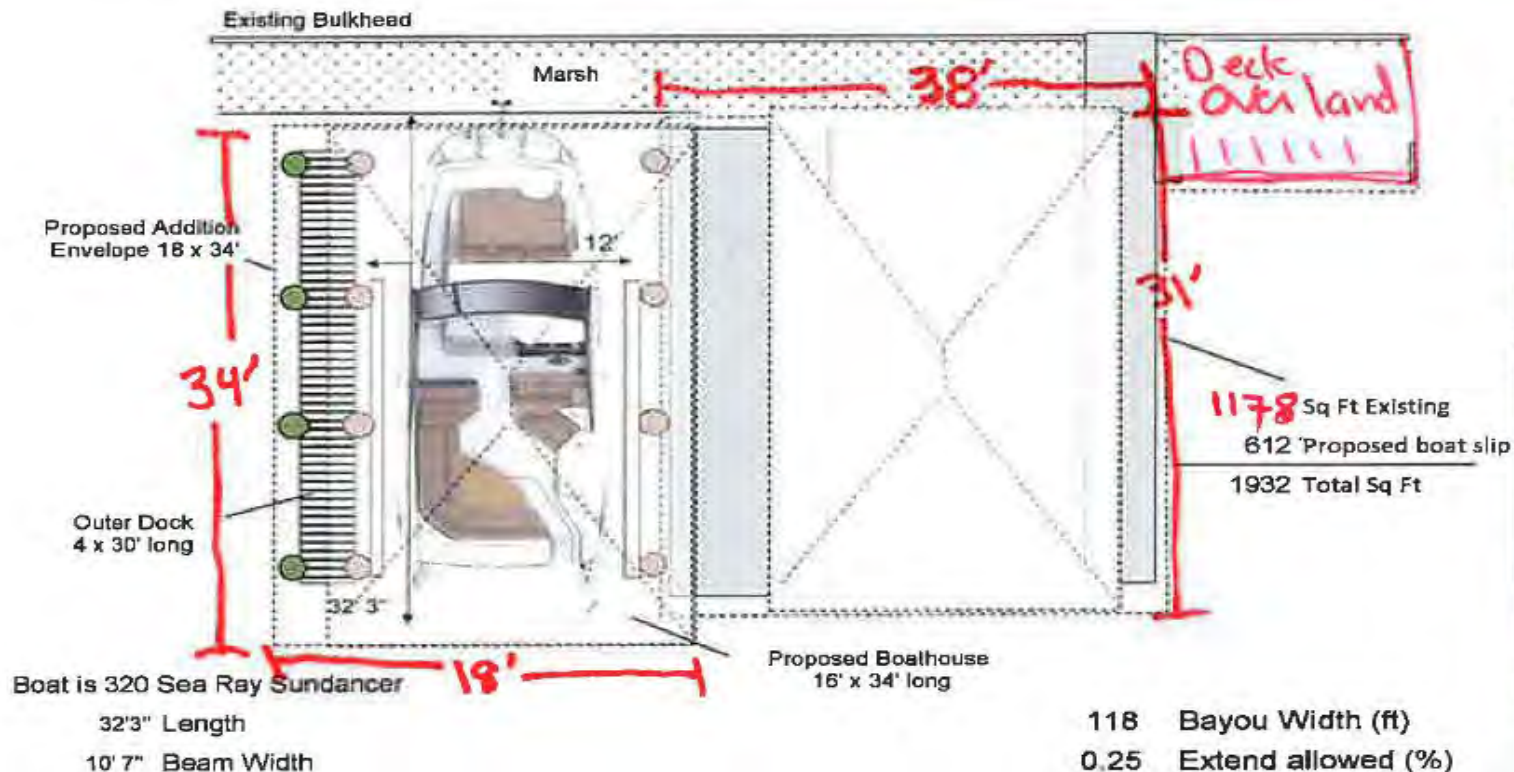 Existing Bulkhead
Marsh
38'
Deck
Over land
Proposed Addition
Envelope 18 x 34'
12'
31'
34'
1178 Sq Ft Existing
612 Proposed boat slip
1932 Total Sq Ft
Outer Dock
4 x 30' long
32' 3"
Proposed Boathouse
16' x 34' long
18'
Boat is 320 Sea Ray Sundancer
32'3" Length
10' 7" Beam Width
118 Bayou Width (ft)
0.25 Extend allowed (%)